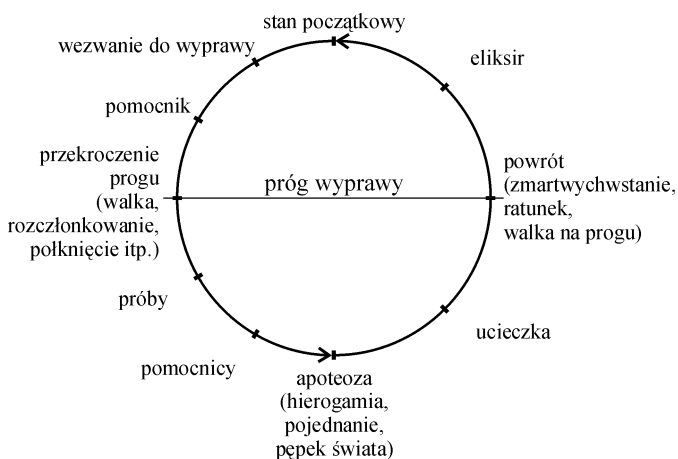 stan początkowy
wezwanie do wyprawy
eliksir
pomocnik
przekroczenie
progu
(walka,
rozczłonkowanie,
połknięcie itp.)
próg wyprawy
powrót
(zmartwychwstanie,
ratunek,
walka na progu)
próby
ucieczka
pomocnicy
apoteoza
(hierogamia,
pojednanie,
pępek świata)